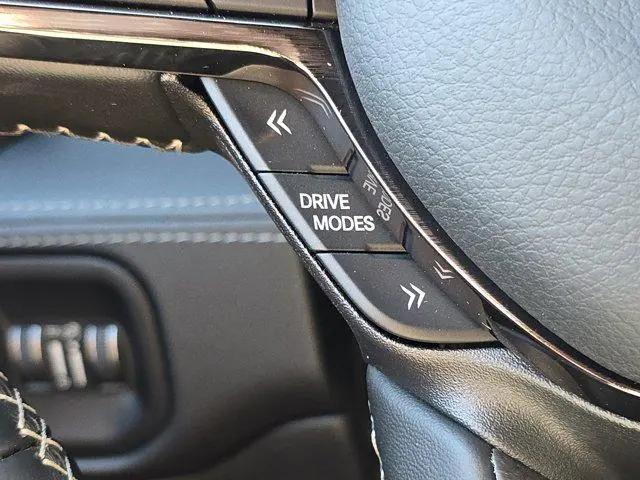 «
DRIVE
MODES
»